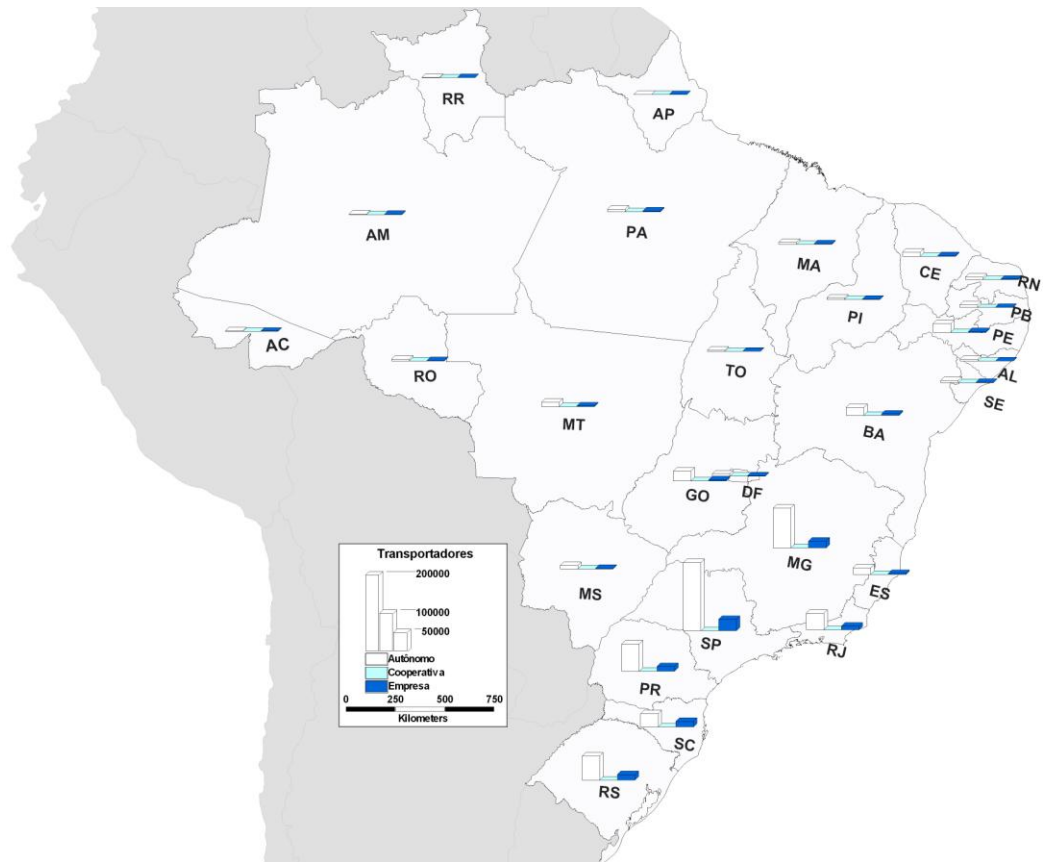 RR
AP
AM
PA
MA
CE
RN
PI
PB
PE
AC
RO
TO
AL
SE
MT
BA
GO
DF
MG
MS
ES
SP
RJ
PR
SC
RS
Transportadores
200000
100000
50000
Autônomo
Cooperativa
Empresa
0 250 500 750
Kilometers